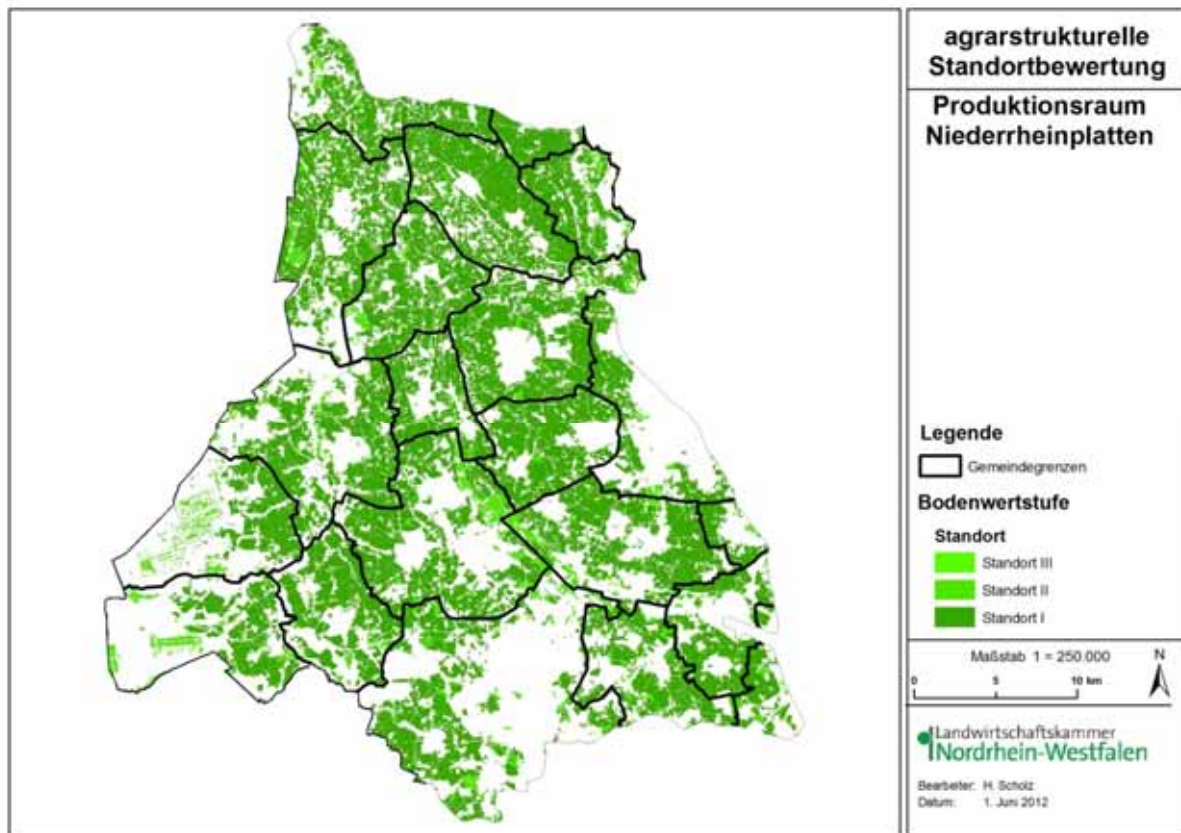 agrarstrukturelle
Standortbewertung
Produktionsraum
Niederrheinplatten
Legende
Gemeindegrenzen
Bodenwertstufe
Standort
Standort III
Standort II
Standort I
Maßstab 1 = 250.000
N
0 5 10 km
Landwirtschaftskammer
Nordrhein-Westfalen
Bearbeiter: H. Scholz
Datum: 1. Juni 2012